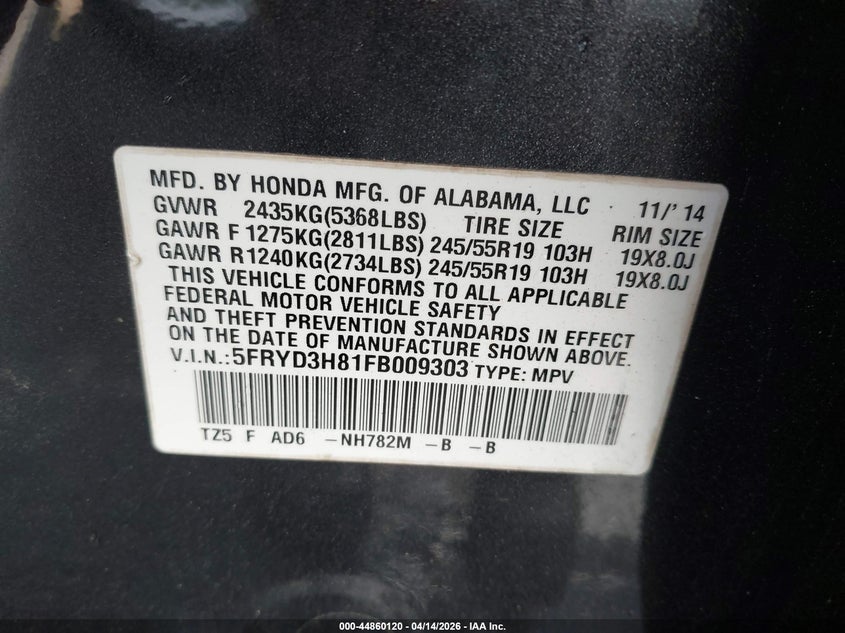 MFD. BY HONDA MFG. OF ALABAMA, LLC 11/' 14
GVWR 2435KG(5368LBS) TIRE SIZE RIM SIZE
GAWR F 1275KG(2811LBS) 245/55R19 103H 19X8.0J
GAWR R1240KG(2734LBS) 245/55R19 103H 19X8.0J
THIS VEHICLE CONFORMS TO ALL APPLICABLE
FEDERAL MOTOR VEHICLE SAFETY
AND THEFT PREVENTION STANDARDS IN EFFECT
ON THE DATE OF MANUFACTURE SHOWN ABOVE.
V.I.N.:5FRYD3H81FB009303 TYPE: MPV
TZ5 F AD6 -NH782M -B -B
000-44860120 - 04/14/2026 - IAA Inc.